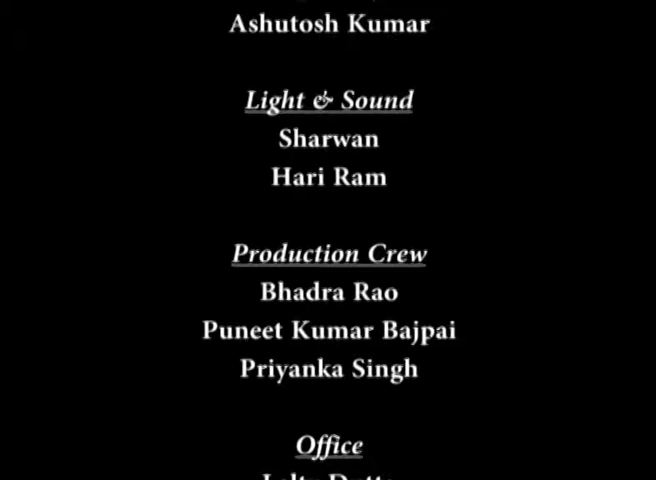 Ashutosh Kumar
Light & Sound
Sharwan
Hari Ram
Production Crew
Bhadra Rao
Puneet Kumar Bajpai
Priyanka Singh
Office